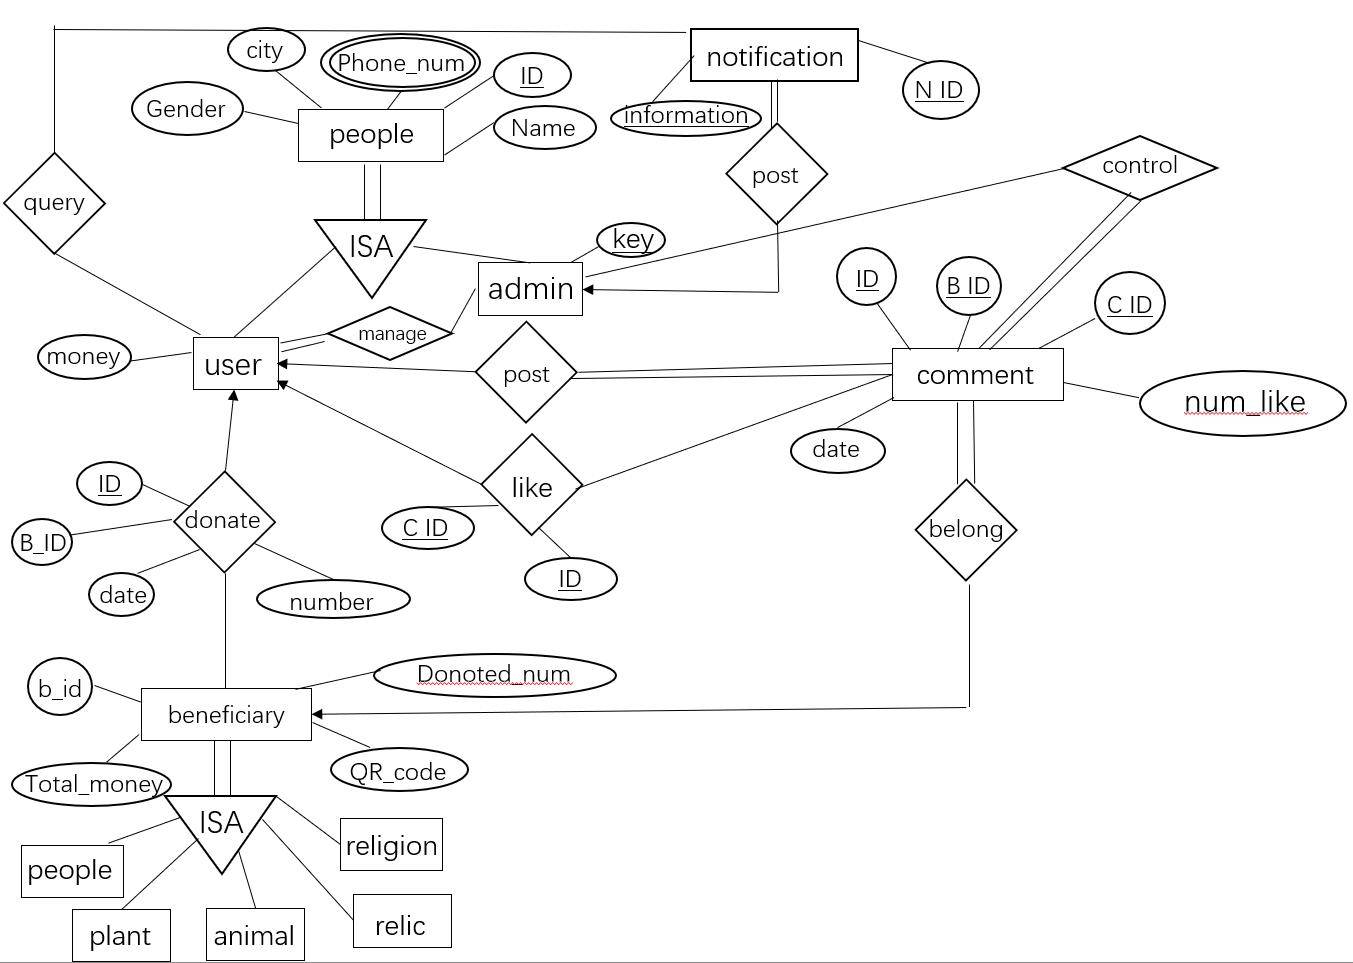 city
Phone_num
ID
Gender
people
Name
notification
information
N ID
query
post
control
ISA
key
admin
ID
B ID
C ID
manage
money
user
post
comment
num_like
date
ID
like
donate
B_ID
C ID
belong
date
number
ID
b_id
Donoted_num
beneficiary
QR_code
Total_money
ISA
religion
people
relic
plant
animal